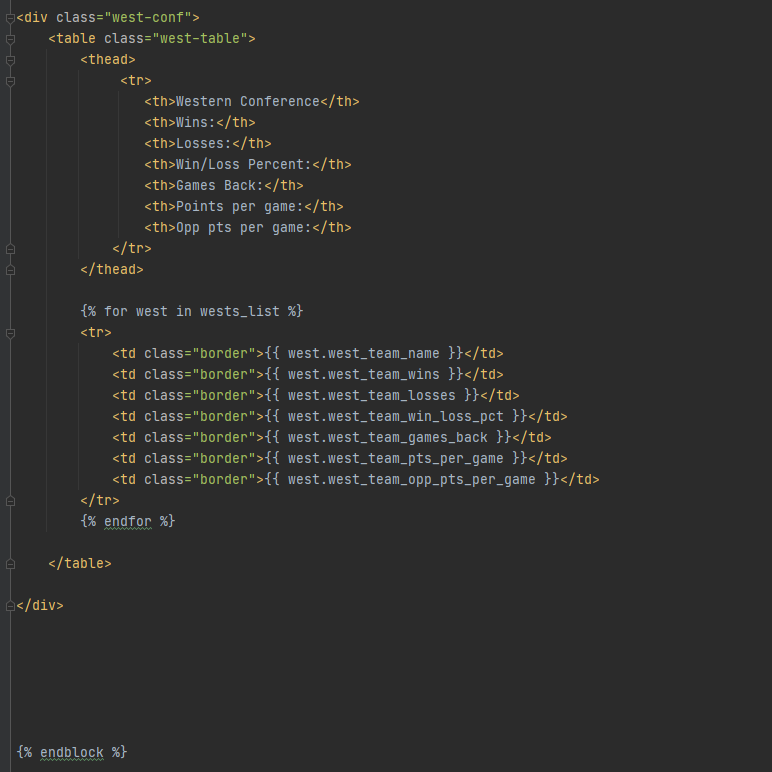 <div class="west-conf">
    <table class="west-table">
        <thead>
             <tr>
                <th>Western Conference</th>
                <th>Wins:</th>
                <th>Losses:</th>
                <th>Win/Loss Percent:</th>
                <th>Games Back:</th>
                <th>Points per game:</th>
                <th>Opp pts per game:</th>
            </tr>
        </thead>

        {% for west in wests_list %}
        <tr>
            <td class="border">{{ west.west_team_name }}</td>
            <td class="border">{{ west.west_team_wins }}</td>
            <td class="border">{{ west.west_team_losses }}</td>
            <td class="border">{{ west.west_team_win_loss_pct }}</td>
            <td class="border">{{ west.west_team_games_back }}</td>
            <td class="border">{{ west.west_team_pts_per_game }}</td>
            <td class="border">{{ west.west_team_opp_pts_per_game }}</td>
        </tr>
        {% endfor %}

    </table>

</div>

{% endblock %}